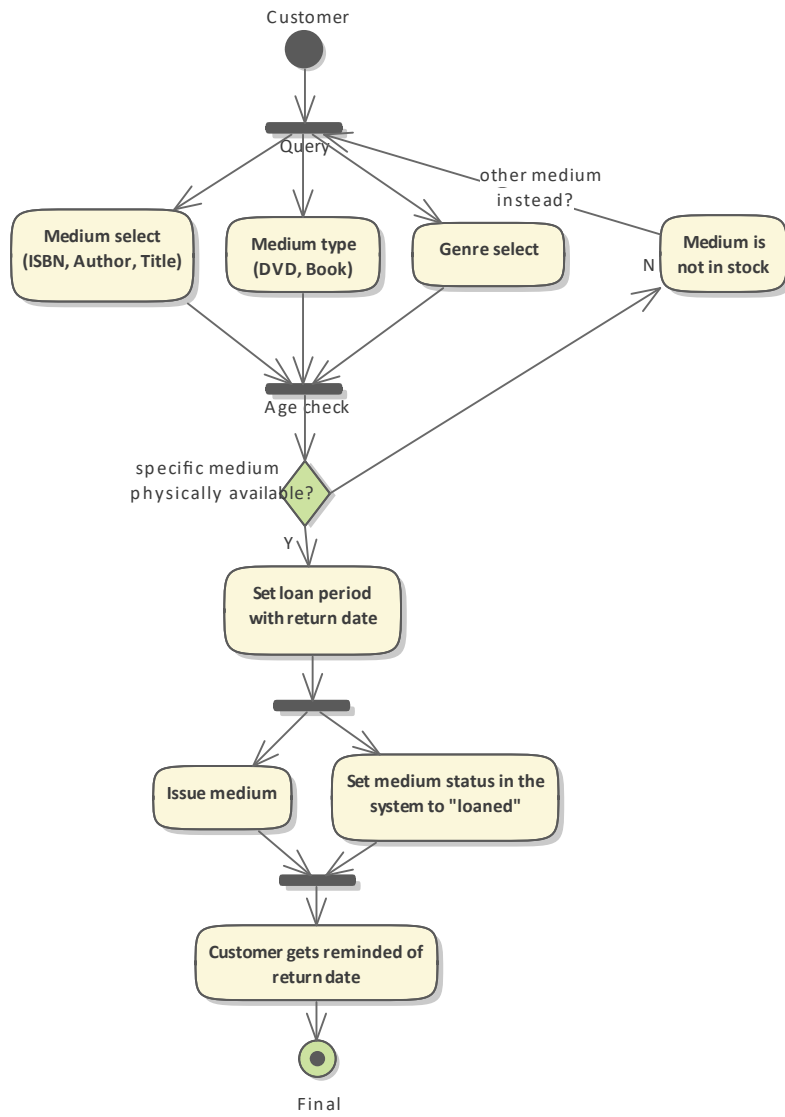 Customer
Query
other medium
instead?
Medium select
(ISBN, Author, Title)
Medium type
(DVD, Book)
Genre select
Medium is
not in stock
N
Age check
specific medium
physically available?
Y
Set loan period
with return date
Issue medium
Set medium status in the
system to "loaned"
Customer gets reminded of
return date
Final